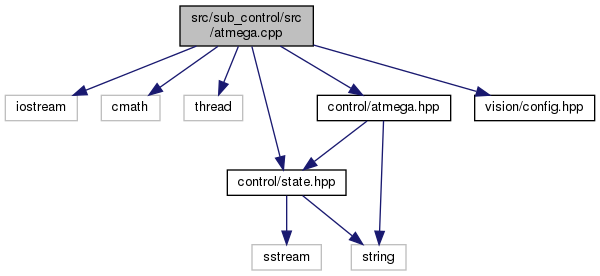 src/sub_control/src
/atmega.cpp
iostream
cmath
thread
control/atmega.hpp
vision/config.hpp
control/state.hpp
sstream
string